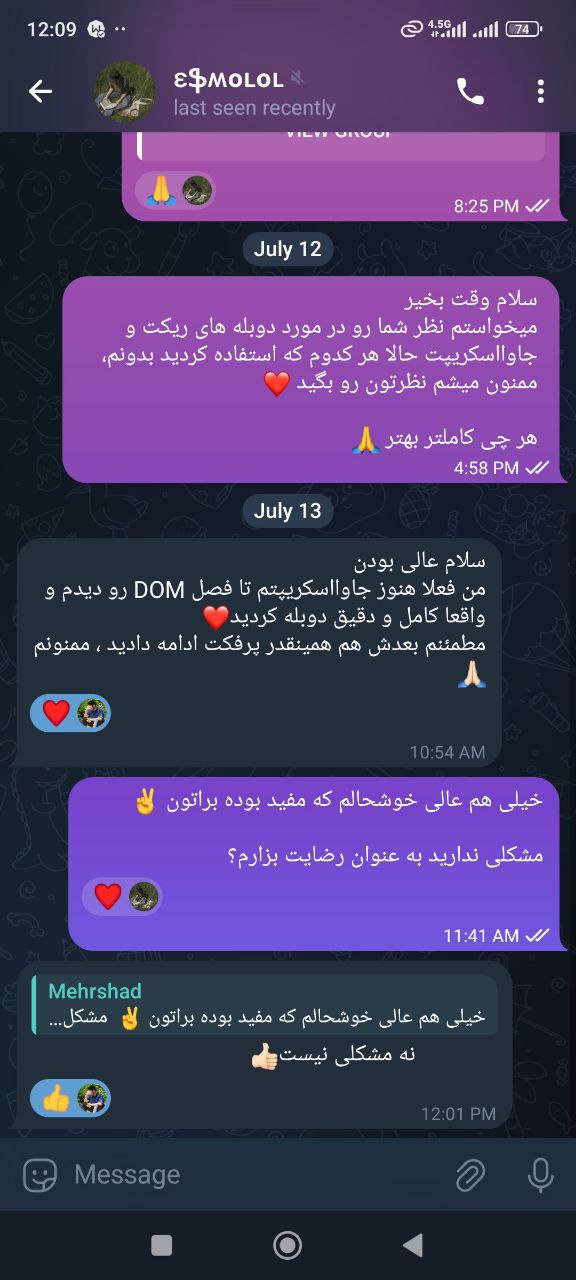 12:09
4.5G
74
ɛֆʍօʟօʟ
last seen recently
VIEW GROUP
8:25 PM
July 12
سلام وقت بخیر
میخواستم نظر شما رو در مورد دوبله های ریکت و
جاوااسکریپت حالا هر کدوم که استفاده کردید بدونم،
ممنون میشم نظرتون رو بگید ❤️
هر چی کاملتر بهتر 🙏
4:58 PM
July 13
سلام عالی بودن
من فعلا هنوز جاوااسکریپتم تا فصل DOM رو دیدم و
واقعا کامل و دقیق دوبله کردید❤️
مطمئنم بعدش هم همینقدر پرفکت ادامه دادید ، ممنونم
🙏🏻
10:54 AM
خیلی هم عالی خوشحالم که مفید بوده براتون ✌️
مشکلی ندارید به عنوان رضایت بزارم؟
11:41 AM
Mehrshad
خیلی هم عالی خوشحالم که مفید بوده براتون ✌️ مشکل...
نه مشکلی نیست👍🏻
12:01 PM
Message